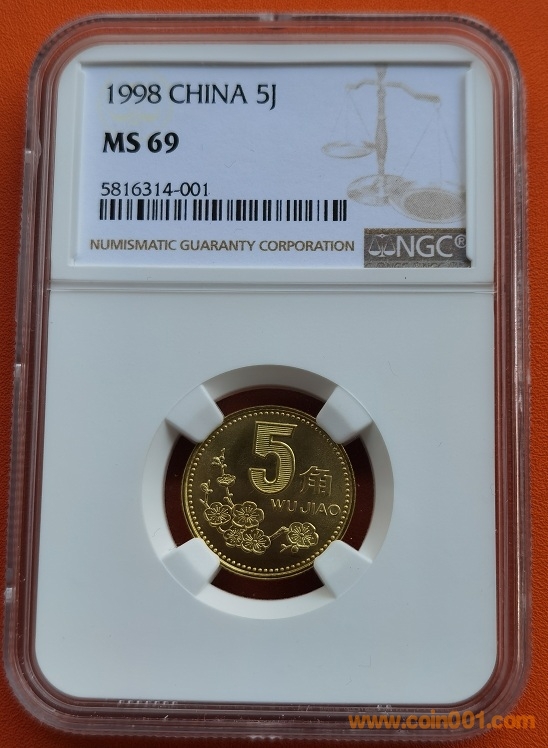 1998 CHINA 5J
MS 69
5816314-001
NUMISMATIC GUARANTY CORPORATION
NGC®
5角
WU JIAO
www.coin001.com